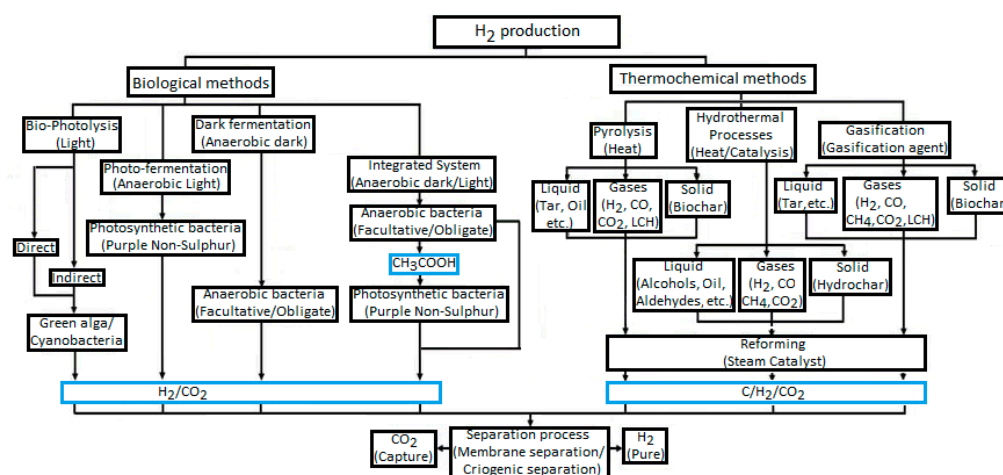 H2 production
Biological methods
Thermochemical methods
Bio-Photolysis
(Light)
Dark fermentation
(Anaerobic dark)
Photo-fermentation
(Anaerobic Light)
Integrated System
(Anaerobic dark/Light)
Photosynthetic bacteria
(Purple Non-Sulphur)
Anaerobic bacteria
(Facultative/Obligate)
CH3COOH
Direct
Indirect
Anaerobic bacteria
(Facultative/Obligate)
Photosynthetic bacteria
(Purple Non-Sulphur)
Green alga/
Cyanobacteria
H2/CO2
Pyrolysis
(Heat)
Hydrothermal
Processes
(Heat/Catalysis)
Gasification
(Gasification agent)
Liquid
(Tar, Oil
etc.)
Gases
(H2, CO,
CO2, LCH)
Solid
(Biochar)
Liquid
(Tar,etc.)
Gases
(H2, CO,
CH4,CO2, LCH)
Solid
(Biochar)
Liquid
(Alcohols, Oil,
Aldehydes, etc.)
Gases
(H2, CO
CH4,CO2)
Solid
(Hydrochar)
Reforming
(Steam Catalyst)
C/H2/CO2
CO2
(Capture)
Separation process
(Membrane separation/
Criogenic separation)
H2
(Pure)